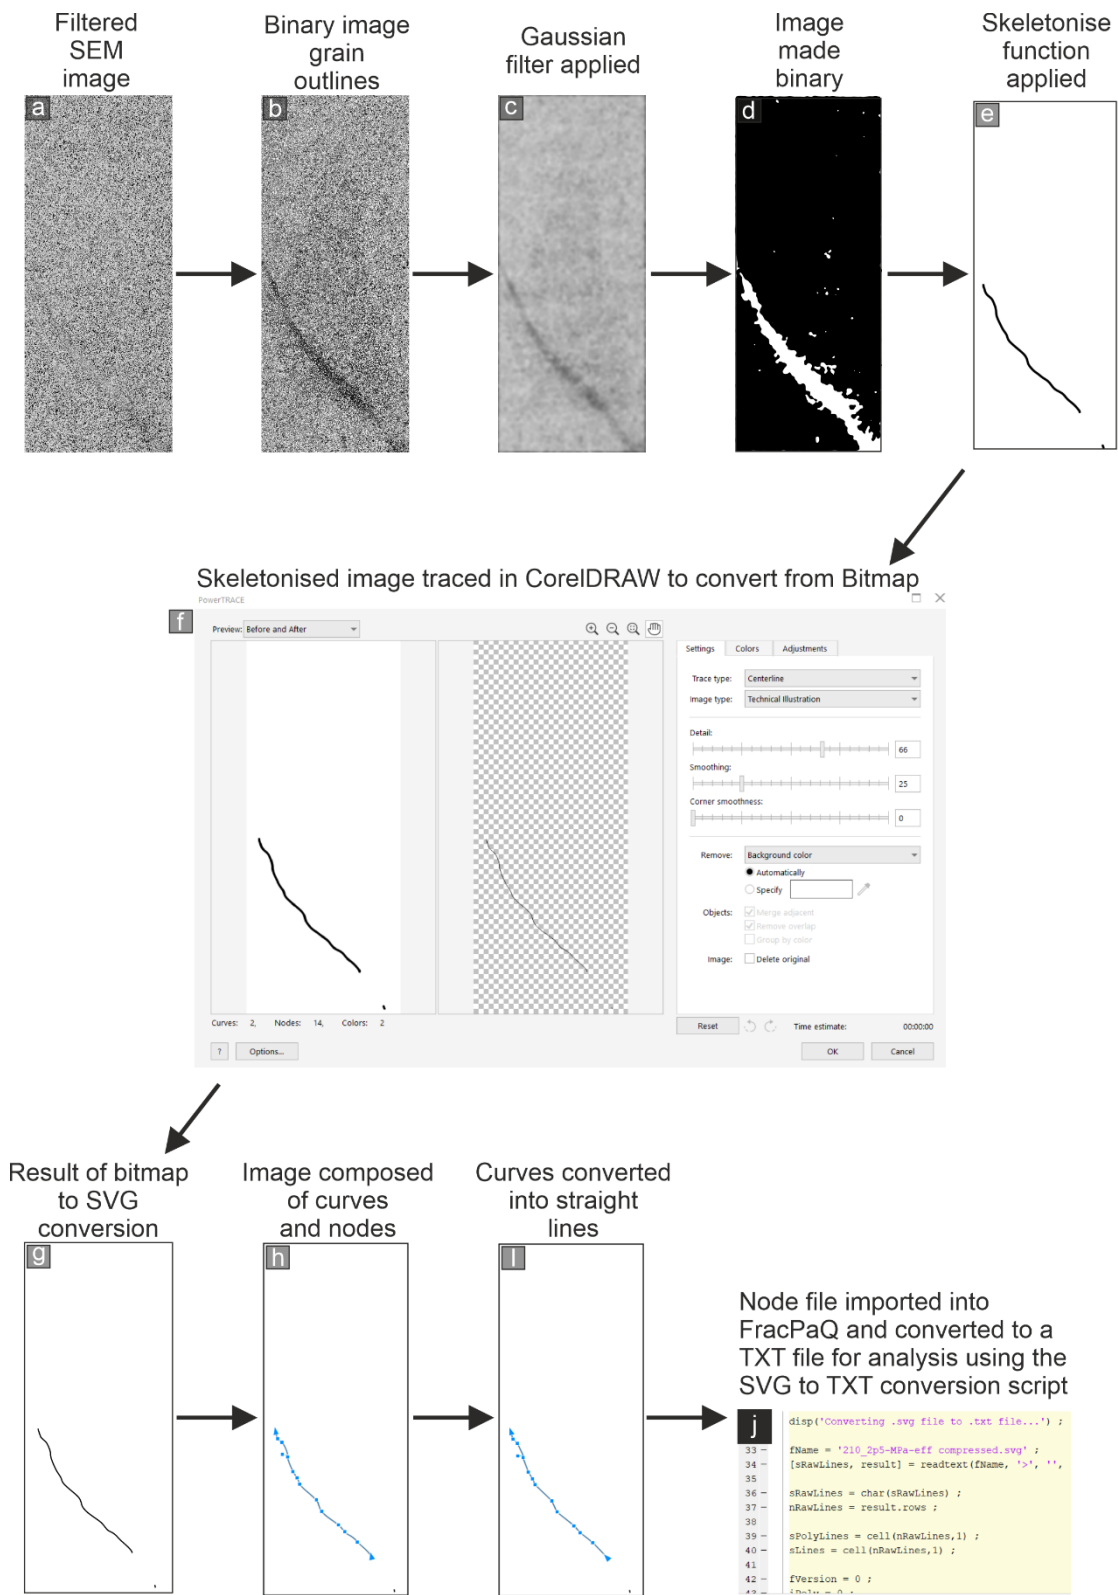 Filtered
SEM
image
Binary image
grain
outlines
Gaussian
filter applied
Image
made
binary
Skeletonise
function
applied
a
b
c
d
e
Skeletonised image traced in CorelDRAW to convert from Bitmap
PowerTRACE
f
Preview: Before and After
Settings Colors Adjustments
Trace type: Centerline
Image type: Technical Illustration
Detail:
66
Smoothing:
25
Corner smoothness:
0
Remove: Background color
Automatically
Specify
Objects: Merge adjacent
Remove overlap
Group by color
Image: Delete original
Curves: 2, Nodes: 14, Colors: 2
Reset Time estimate: 00:00:00
? Options... OK Cancel
Result of bitmap
to SVG
conversion
Image composed
of curves
and nodes
Curves converted
into straight
lines
g
h
I
Node file imported into
FracPaQ and converted to a
TXT file for analysis using the
SVG to TXT conversion script
j
disp('Converting .svg file to .txt file...') ;
33 – fName = '210_2p5-MPa-eff compressed.svg' ;
34 – [sRawLines, result] = readtext(fName, '>', '',
35
36 – sRawLines = char(sRawLines) ;
37 – nRawLines = result.rows ;
38
39 – sPolyLines = cell(nRawLines,1) ;
40 – sLines = cell(nRawLines,1) ;
41
42 – fVersion = 0 ;